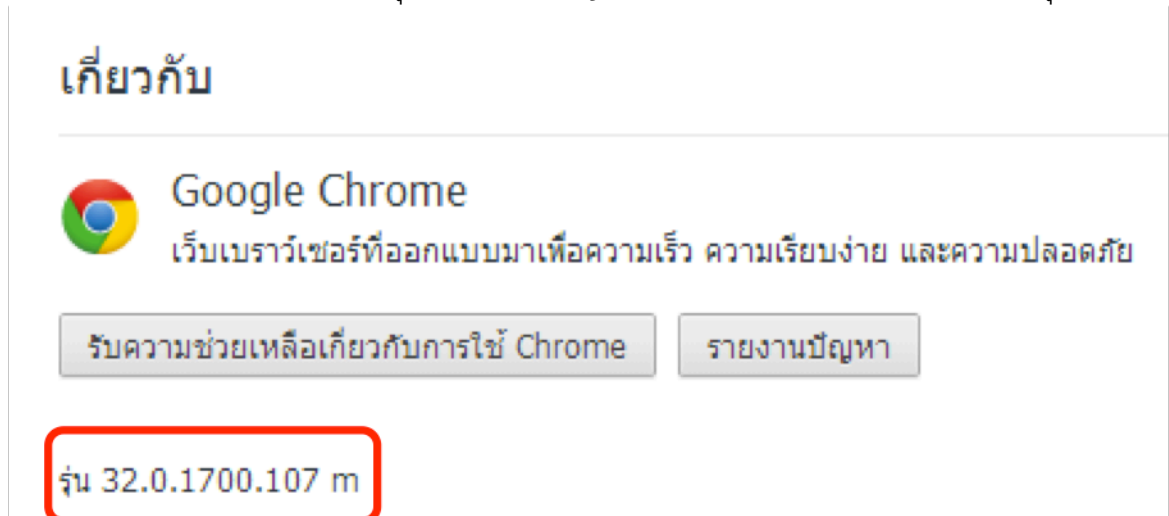 เกี่ยวกับ
Google Chrome
เว็บเบราว์เซอร์ที่ออกแบบมาเพื่อความเร็ว ความเรียบง่าย และความปลอดภัย
รับความช่วยเหลือเกี่ยวกับการใช้ Chrome
รายงานปัญหา
รุ่น 32.0.1700.107 m